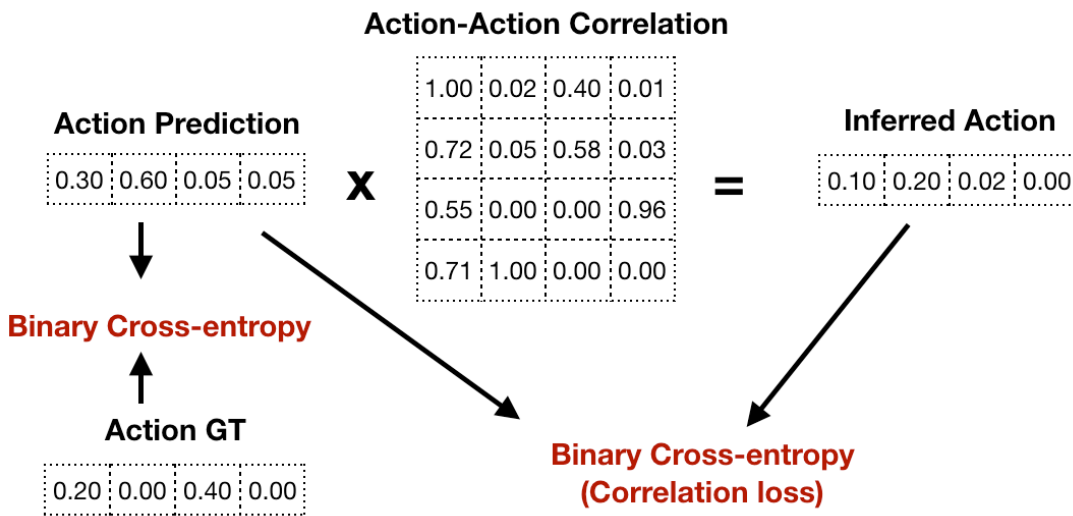 Action-Action Correlation
1.00 0.02 0.40 0.01
0.72 0.05 0.58 0.03
0.55 0.00 0.00 0.96
0.71 1.00 0.00 0.00
Action Prediction
0.30 0.60 0.05 0.05
x
=
Inferred Action
0.10 0.20 0.02 0.00
Binary Cross-entropy
Action GT
0.20 0.00 0.40 0.00
Binary Cross-entropy
(Correlation loss)